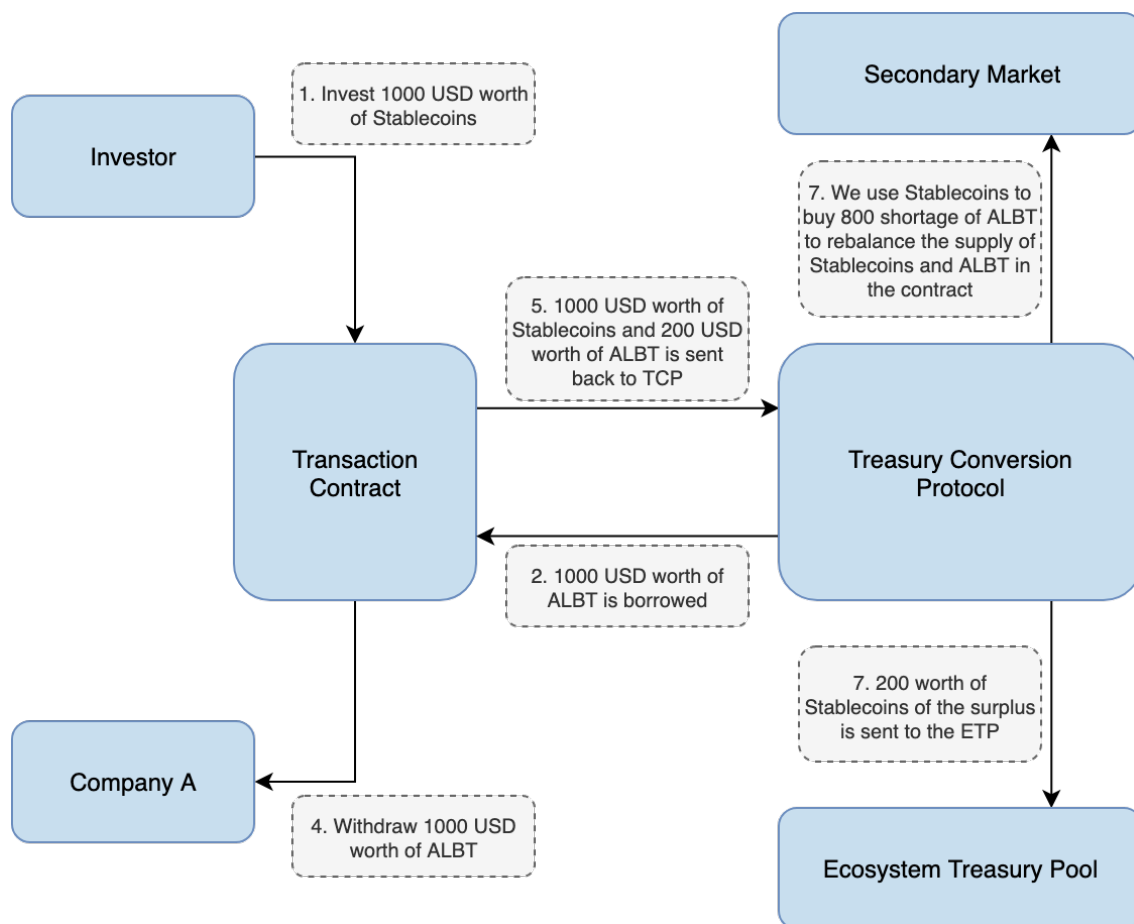 Secondary Market
1. Invest 1000 USD worth
of Stablecoins
Investor
7. We use Stablecoins to
buy 800 shortage of ALBT
to rebalance the supply of
Stablecoins and ALBT in
the contract
5. 1000 USD worth of
Stablecoins and 200 USD
worth of ALBT is sent
back to TCP
Transaction
Contract
Treasury Conversion
Protocol
2. 1000 USD worth of
ALBT is borrowed
7. 200 worth of
Stablecoins of the surplus
is sent to the ETP
Company A
4. Withdraw 1000 USD
worth of ALBT
Ecosystem Treasury Pool